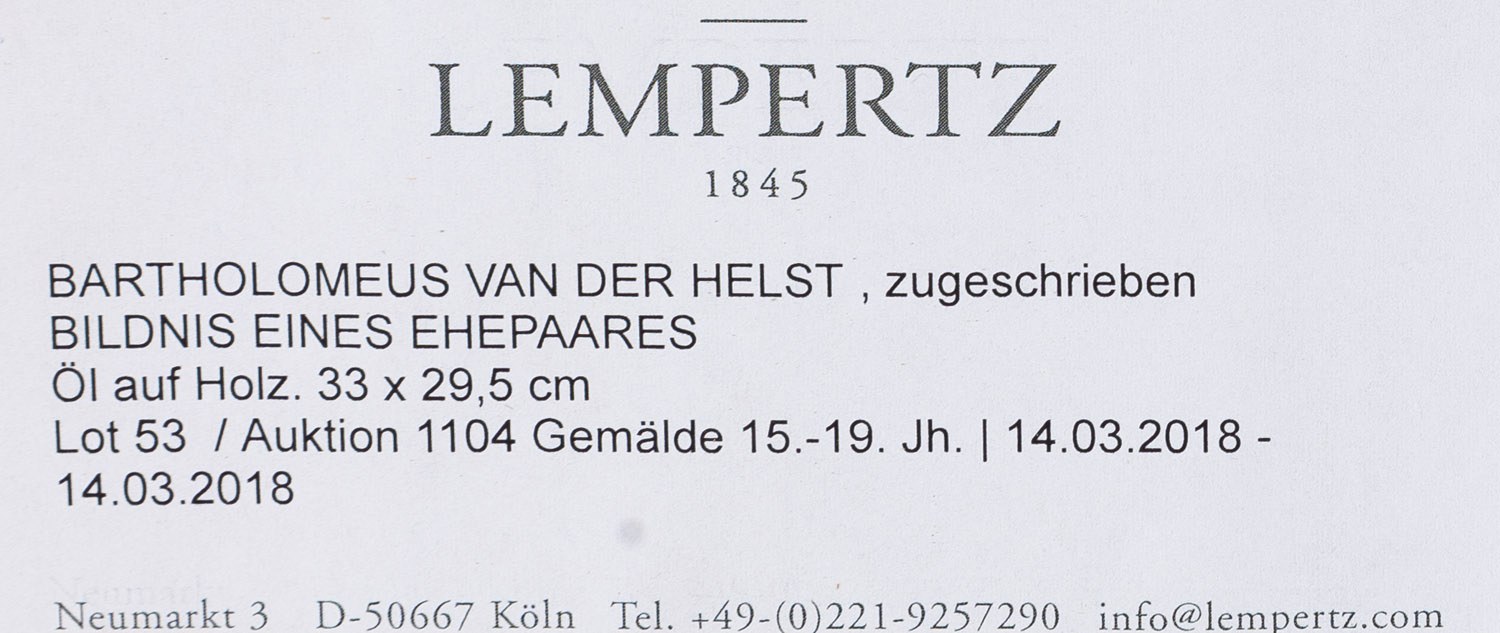 LEMPERTZ
1845
BARTHOLOMEUS VAN DER HELST , zugeschrieben
BILDNIS EINES EHEPAARES
Öl auf Holz. 33 x 29,5 cm
Lot 53 / Auktion 1104 Gemälde 15.-19. Jh. | 14.03.2018 -
14.03.2018
Neumarkt 3 D-50667 Köln Tel. +49-(0)221-9257290 info@lempertz.com